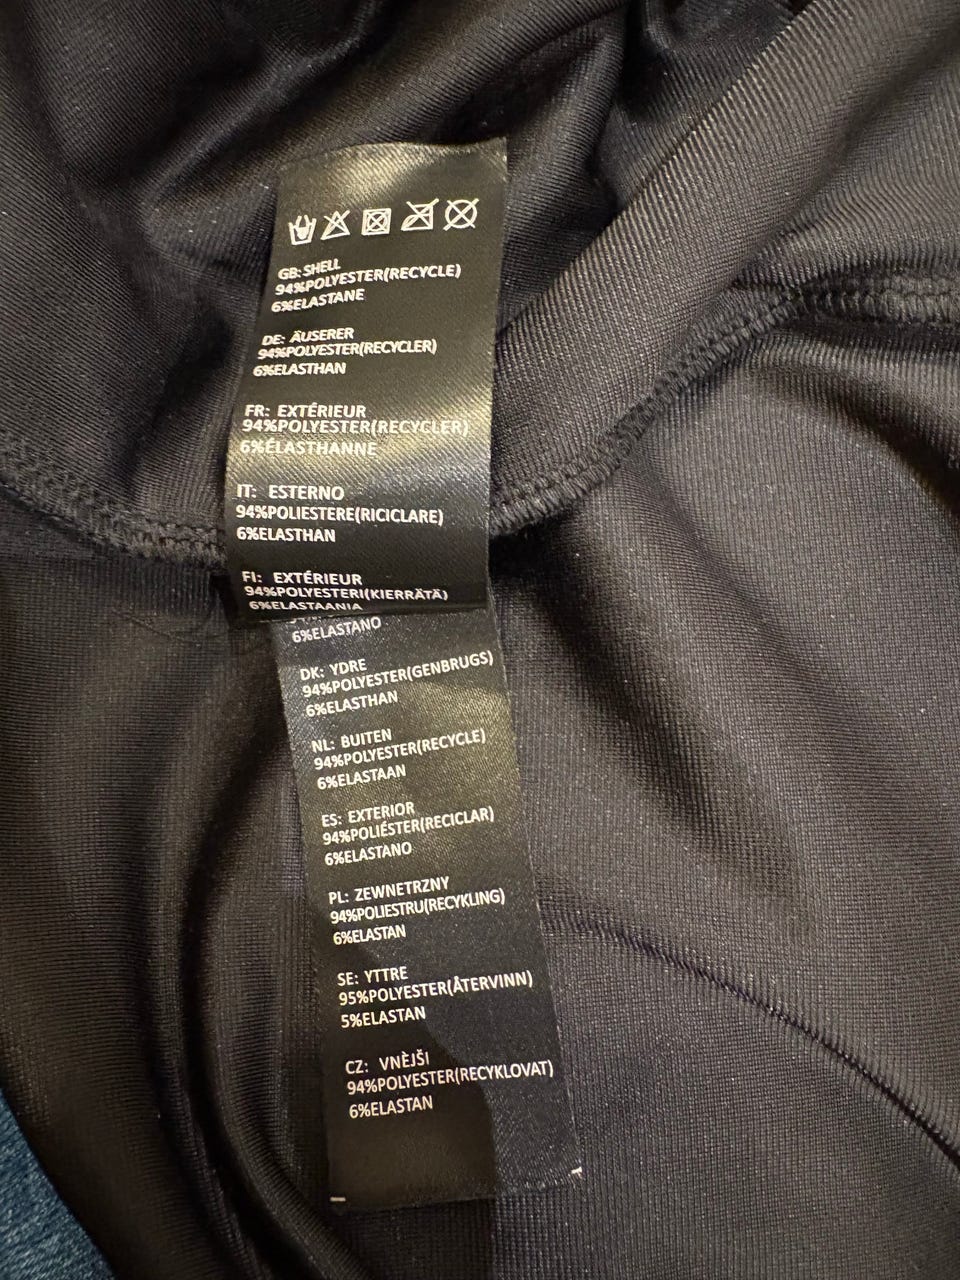 GB: SHELL
94%POLYESTER(RECYCLE)
6%ELASTANE
DE: ÄUSERER
94%POLYESTER(RECYCLER)
6%ELASTHAN
FR: EXTÉRIEUR
94%POLYESTER(RECYCLER)
6%ÉLASTHANNE
IT: ESTERNO
94%POLIESTERE(RICICLARE)
6%ELASTHAN
FI: EXTÉRIEUR
94%POLYESTERI(KIERRÄTÄ)
6%ELASTAANIA
6%ELASTANO
DK: YDRE
94%POLYESTER(GENBRUGS)
6%ELASTHAN
NL: BUITEN
94%POLYESTER(RECYCLE)
6%ELASTAAN
ES: EXTERIOR
94%POLIÉSTER(RECICLAR)
6%ELASTANO
PL: ZEWNETRZNY
94%POLIESTRU(RECYKLING)
6%ELASTAN
SE: YTTRE
95%POLYESTER(ÅTERVINN)
5%ELASTAN
CZ: VNÈJŠI
94%POLYESTER(RECYKLOVAT)
6%ELASTAN